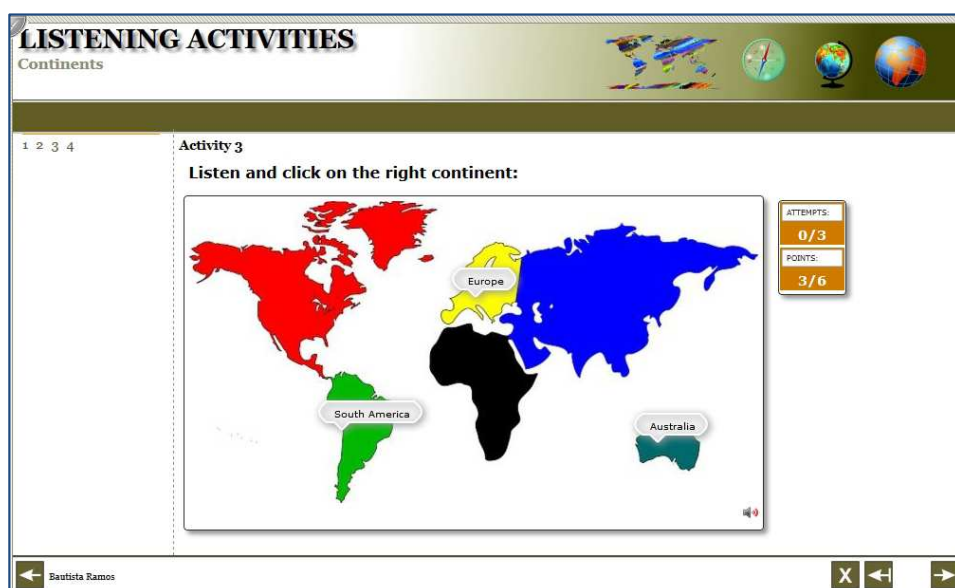 LISTENING ACTIVITIES
Continents
1 2 3 4
Activity 3
Listen and click on the right continent:
ATTEMPTS:
0/3
POINTS:
3/6
Europe
South America
Australia
Bautista Ramos
X